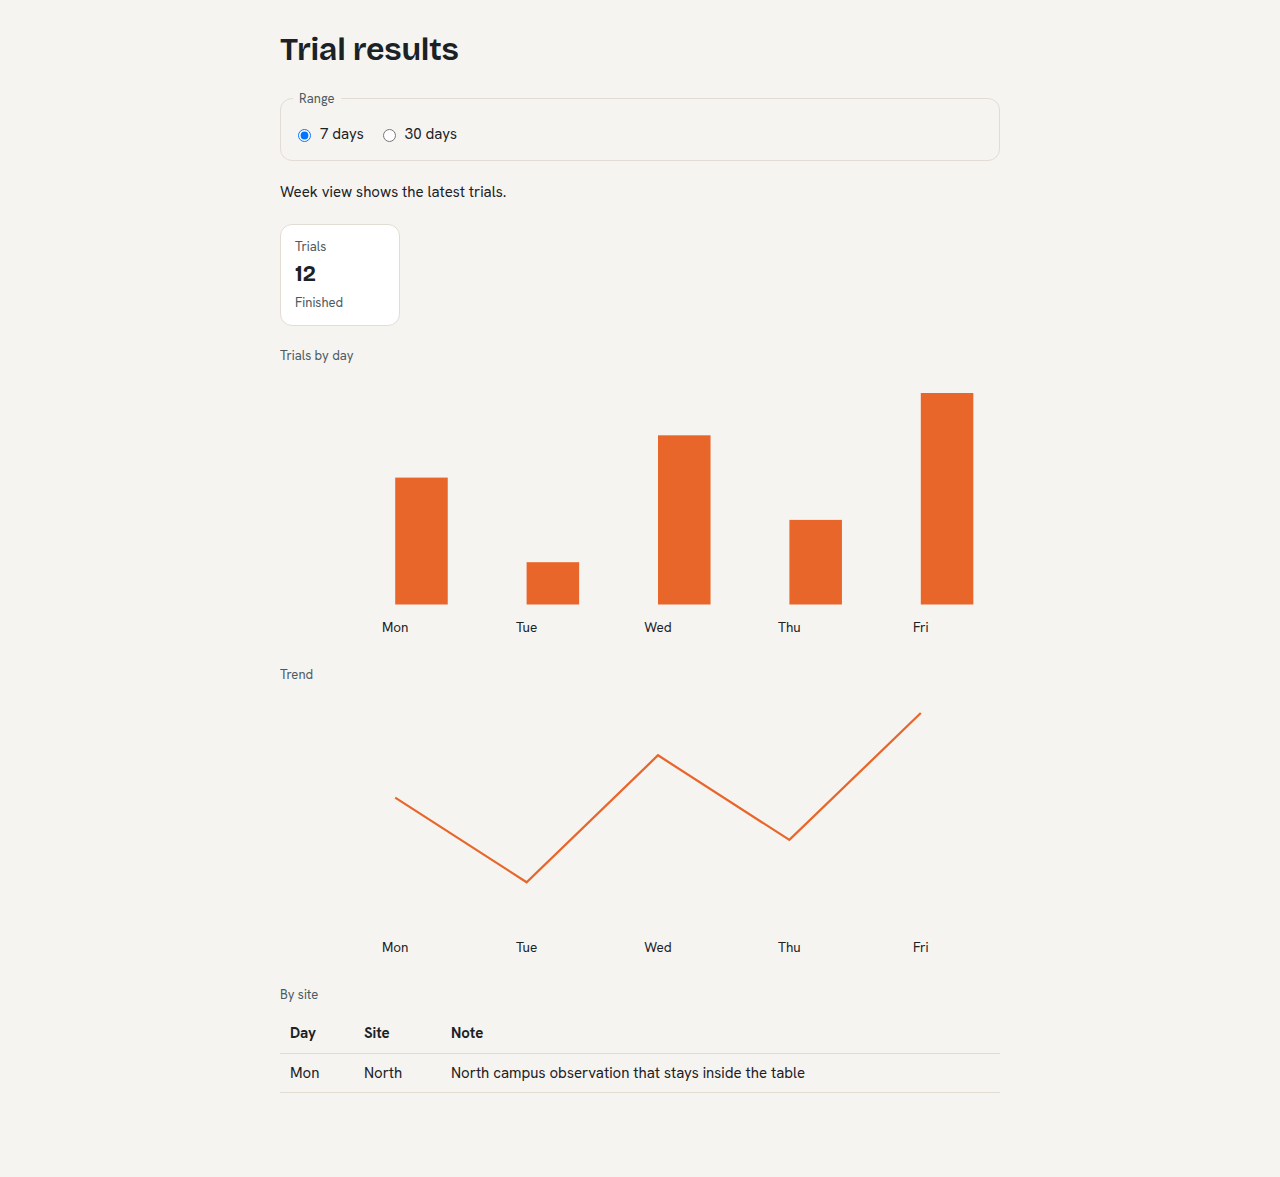 Trial results
Range
7 days 30 days
Week view shows the latest trials.
Trials
12
Finished
Trials by day
Mon Tue Wed Thu Fri
Trend
Mon Tue Wed Thu Fri
By site
Day Site Note
Mon North North campus observation that stays inside the table